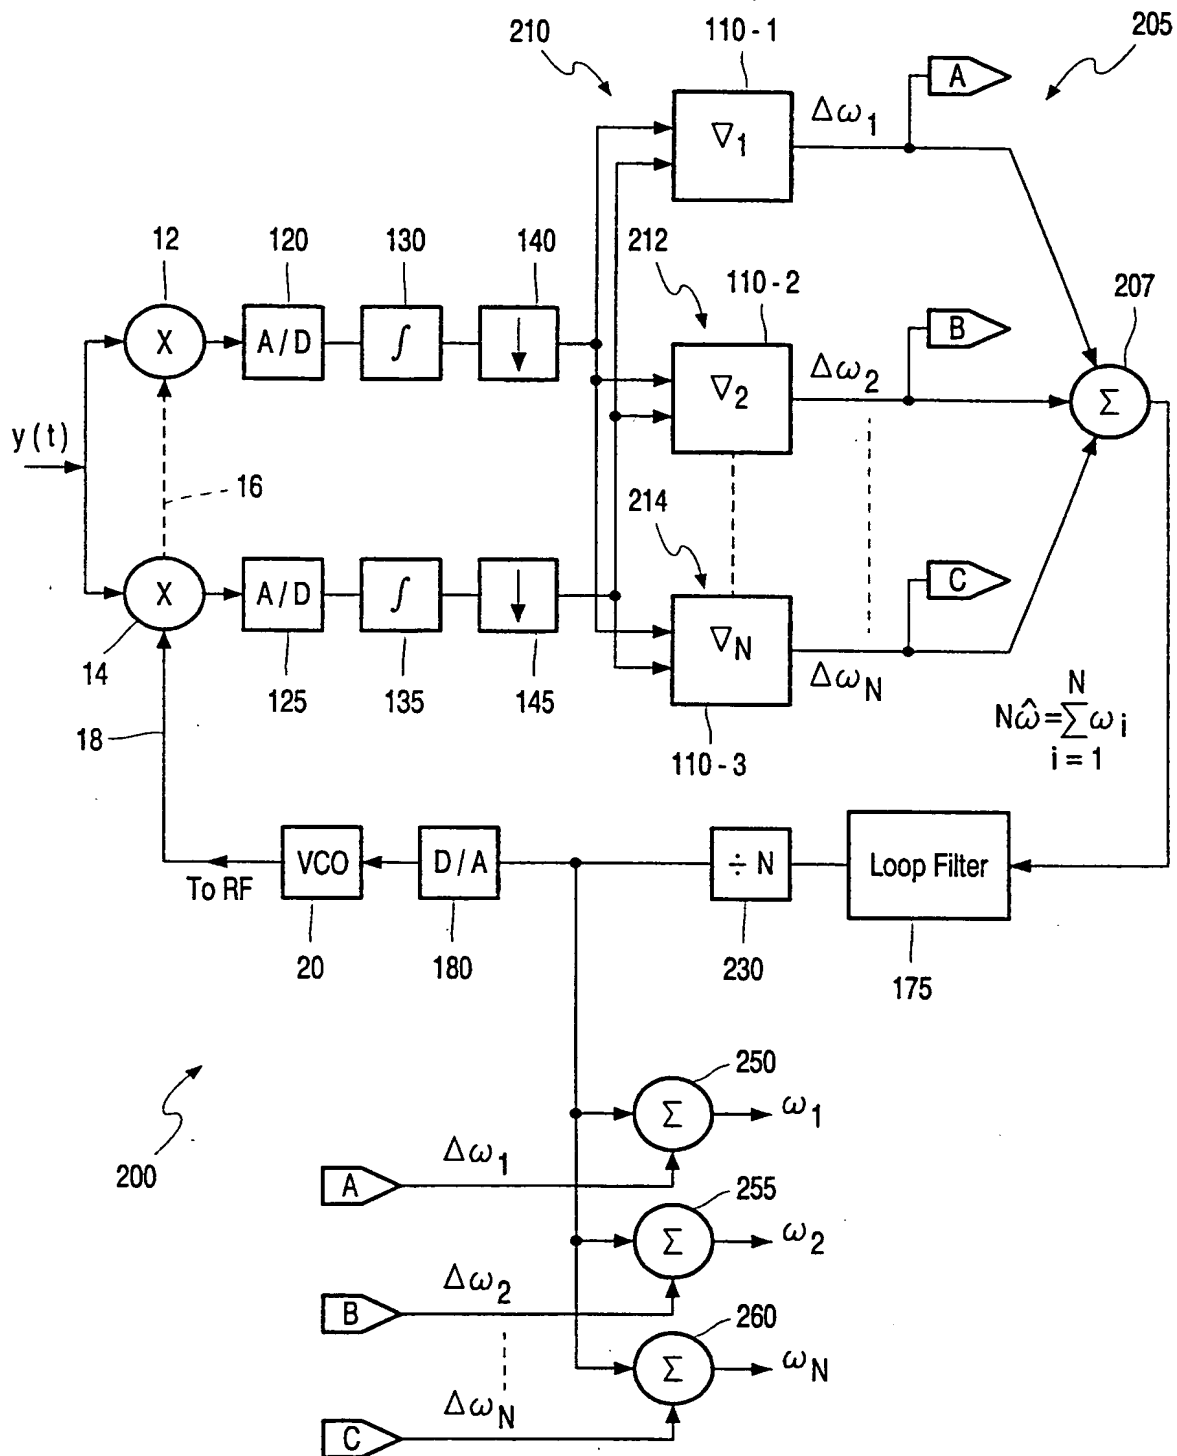 210
110-1
205
A
Δω1
∇1
12
120
130
140
212
110-2
207
B
X
A/D
∫
↓
∇2
Δω2
Σ
y(t)
16
214
C
X
A/D
∫
↓
∇N
ΔωN
14
125
135
145
18
110-3
Nω̂=Σωi
N
i=1
VCO
D/A
÷N
Loop Filter
To RF
20
180
230
175
250
Σ
ω1
200
Δω1
A
255
Σ
ω2
Δω2
B
260
Σ
ωN
ΔωN
C